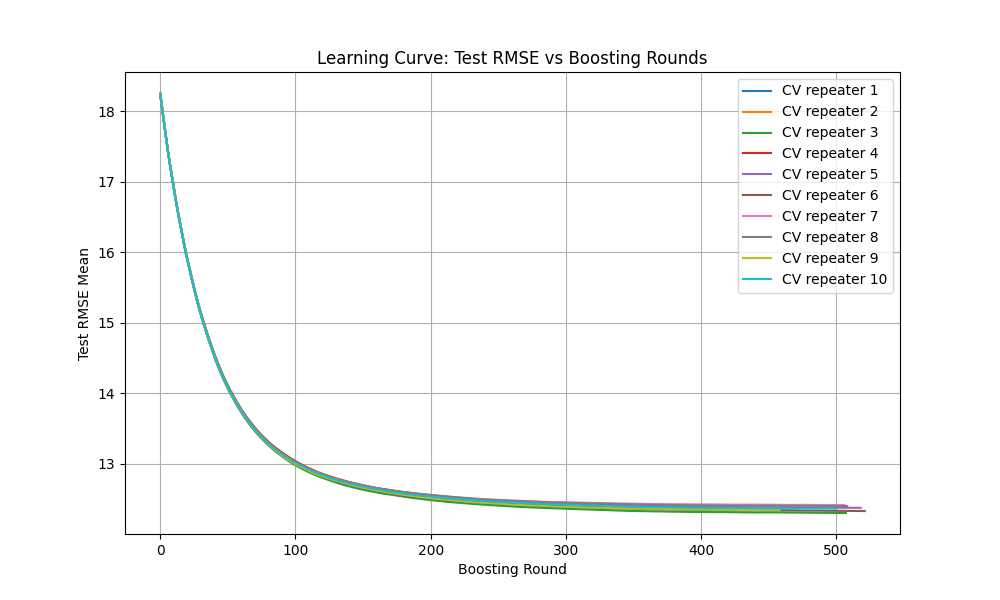 Learning Curve: Test RMSE vs Boosting Rounds
CV repeater 1
CV repeater 2
CV repeater 3
CV repeater 4
CV repeater 5
CV repeater 6
CV repeater 7
CV repeater 8
CV repeater 9
CV repeater 10
Test RMSE Mean
18
17
16
15
14
13
0 100 200 300 400 500
Boosting Round